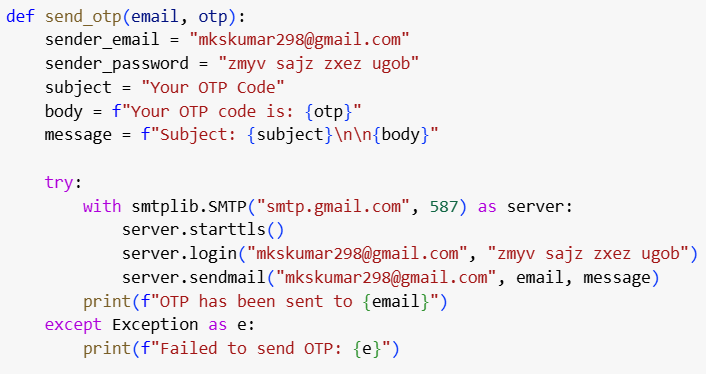 def send_otp(email, otp):
    sender_email = "mkskumar298@gmail.com"
    sender_password = "zmyv sajz zxez ugob"
    subject = "Your OTP Code"
    body = f"Your OTP code is: {otp}"
    message = f"Subject: {subject}\n\n{body}"

    try:
        with smtplib.SMTP("smtp.gmail.com", 587) as server:
            server.starttls()
            server.login("mkskumar298@gmail.com", "zmyv sajz zxez ugob")
            server.sendmail("mkskumar298@gmail.com", email, message)
        print(f"OTP has been sent to {email}")
    except Exception as e:
        print(f"Failed to send OTP: {e}")